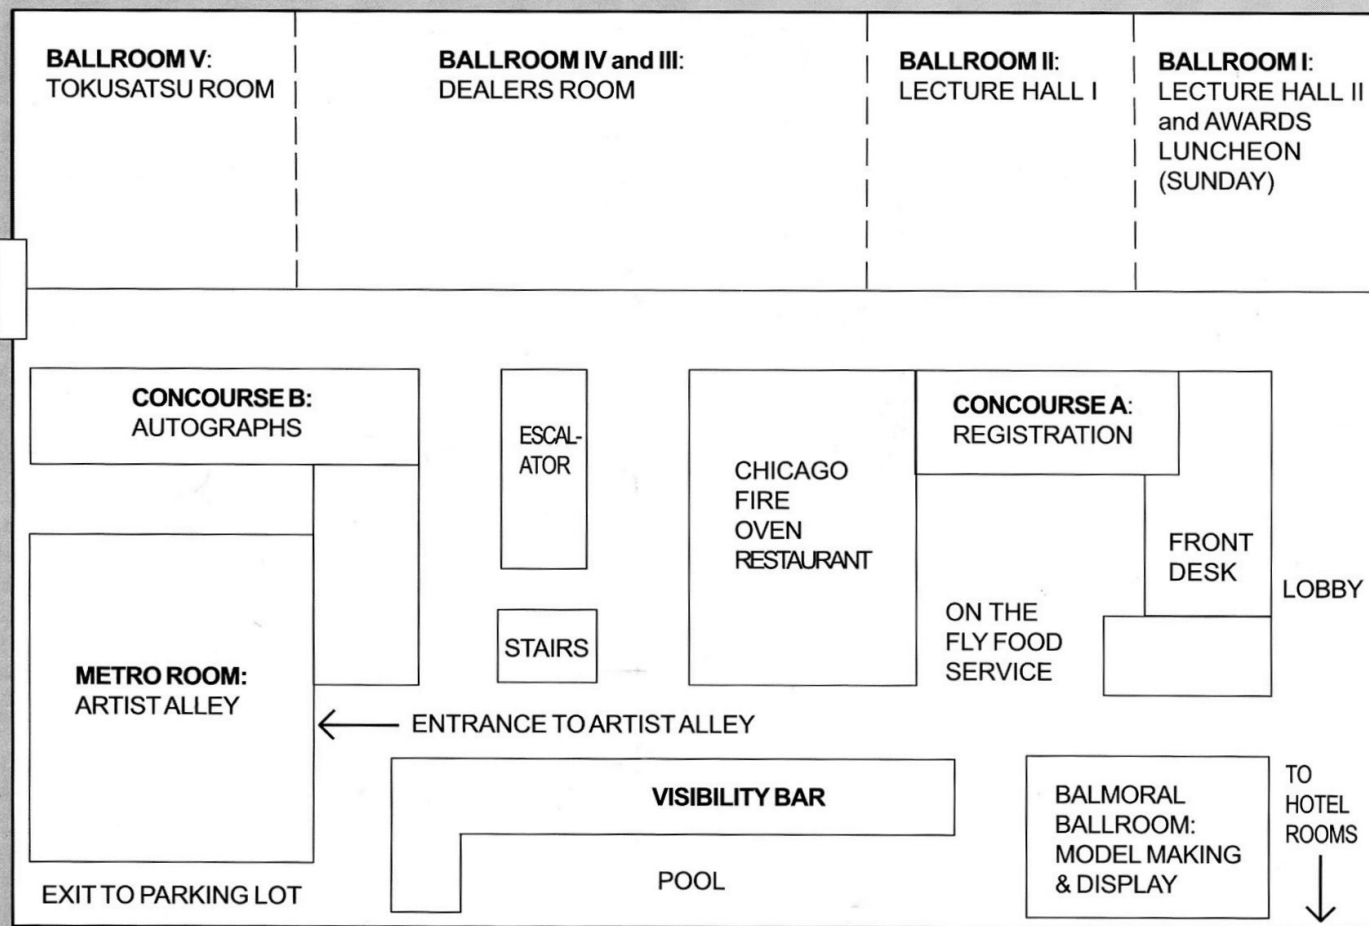 BALLROOM V:
TOKUSATSU ROOM
BALLROOM IV and III:
DEALERS ROOM
BALLROOM II:
LECTURE HALL I
BALLROOM I:
LECTURE HALL II
and AWARDS
LUNCHEON
(SUNDAY)
CONCOURSE B:
AUTOGRAPHS
ESCAL-
ATOR
CHICAGO
FIRE
OVEN
RESTAURANT
CONCOURSE A:
REGISTRATION
FRONT
DESK
LOBBY
ON THE
FLY FOOD
SERVICE
STAIRS
METRO ROOM:
ARTIST ALLEY
ENTRANCE TO ARTIST ALLEY
VISIBILITY BAR
POOL
BALMORAL
BALLROOM:
MODEL MAKING
& DISPLAY
TO
HOTEL
ROOMS
EXIT TO PARKING LOT